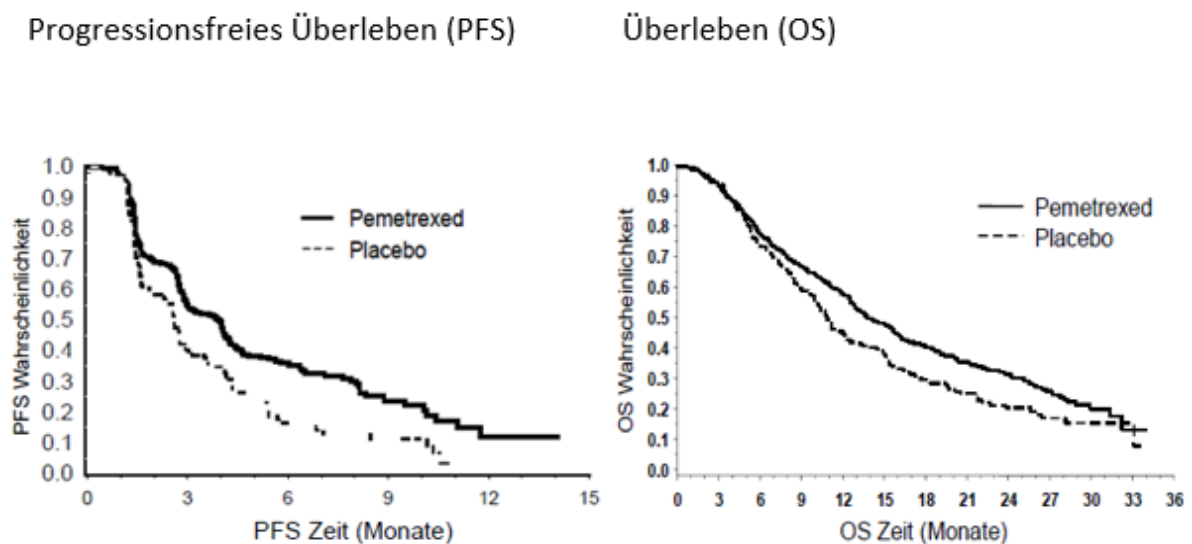 Progressionsfreies Überleben (PFS)
Überleben (OS)
1.0
0.9
0.8
0.7
0.6
0.5
0.4
0.3
0.2
0.1
0.0
PFS Wahrscheinlichkeit
Pemetrexed
Placebo
0 3 6 9 12 15
PFS Zeit (Monate)
1.0
0.9
0.8
0.7
0.6
0.5
0.4
0.3
0.2
0.1
0.0
OS Wahrscheinlichkeit
Pemetrexed
Placebo
0 3 6 9 12 15 18 21 24 27 30 33 36
OS Zeit (Monate)